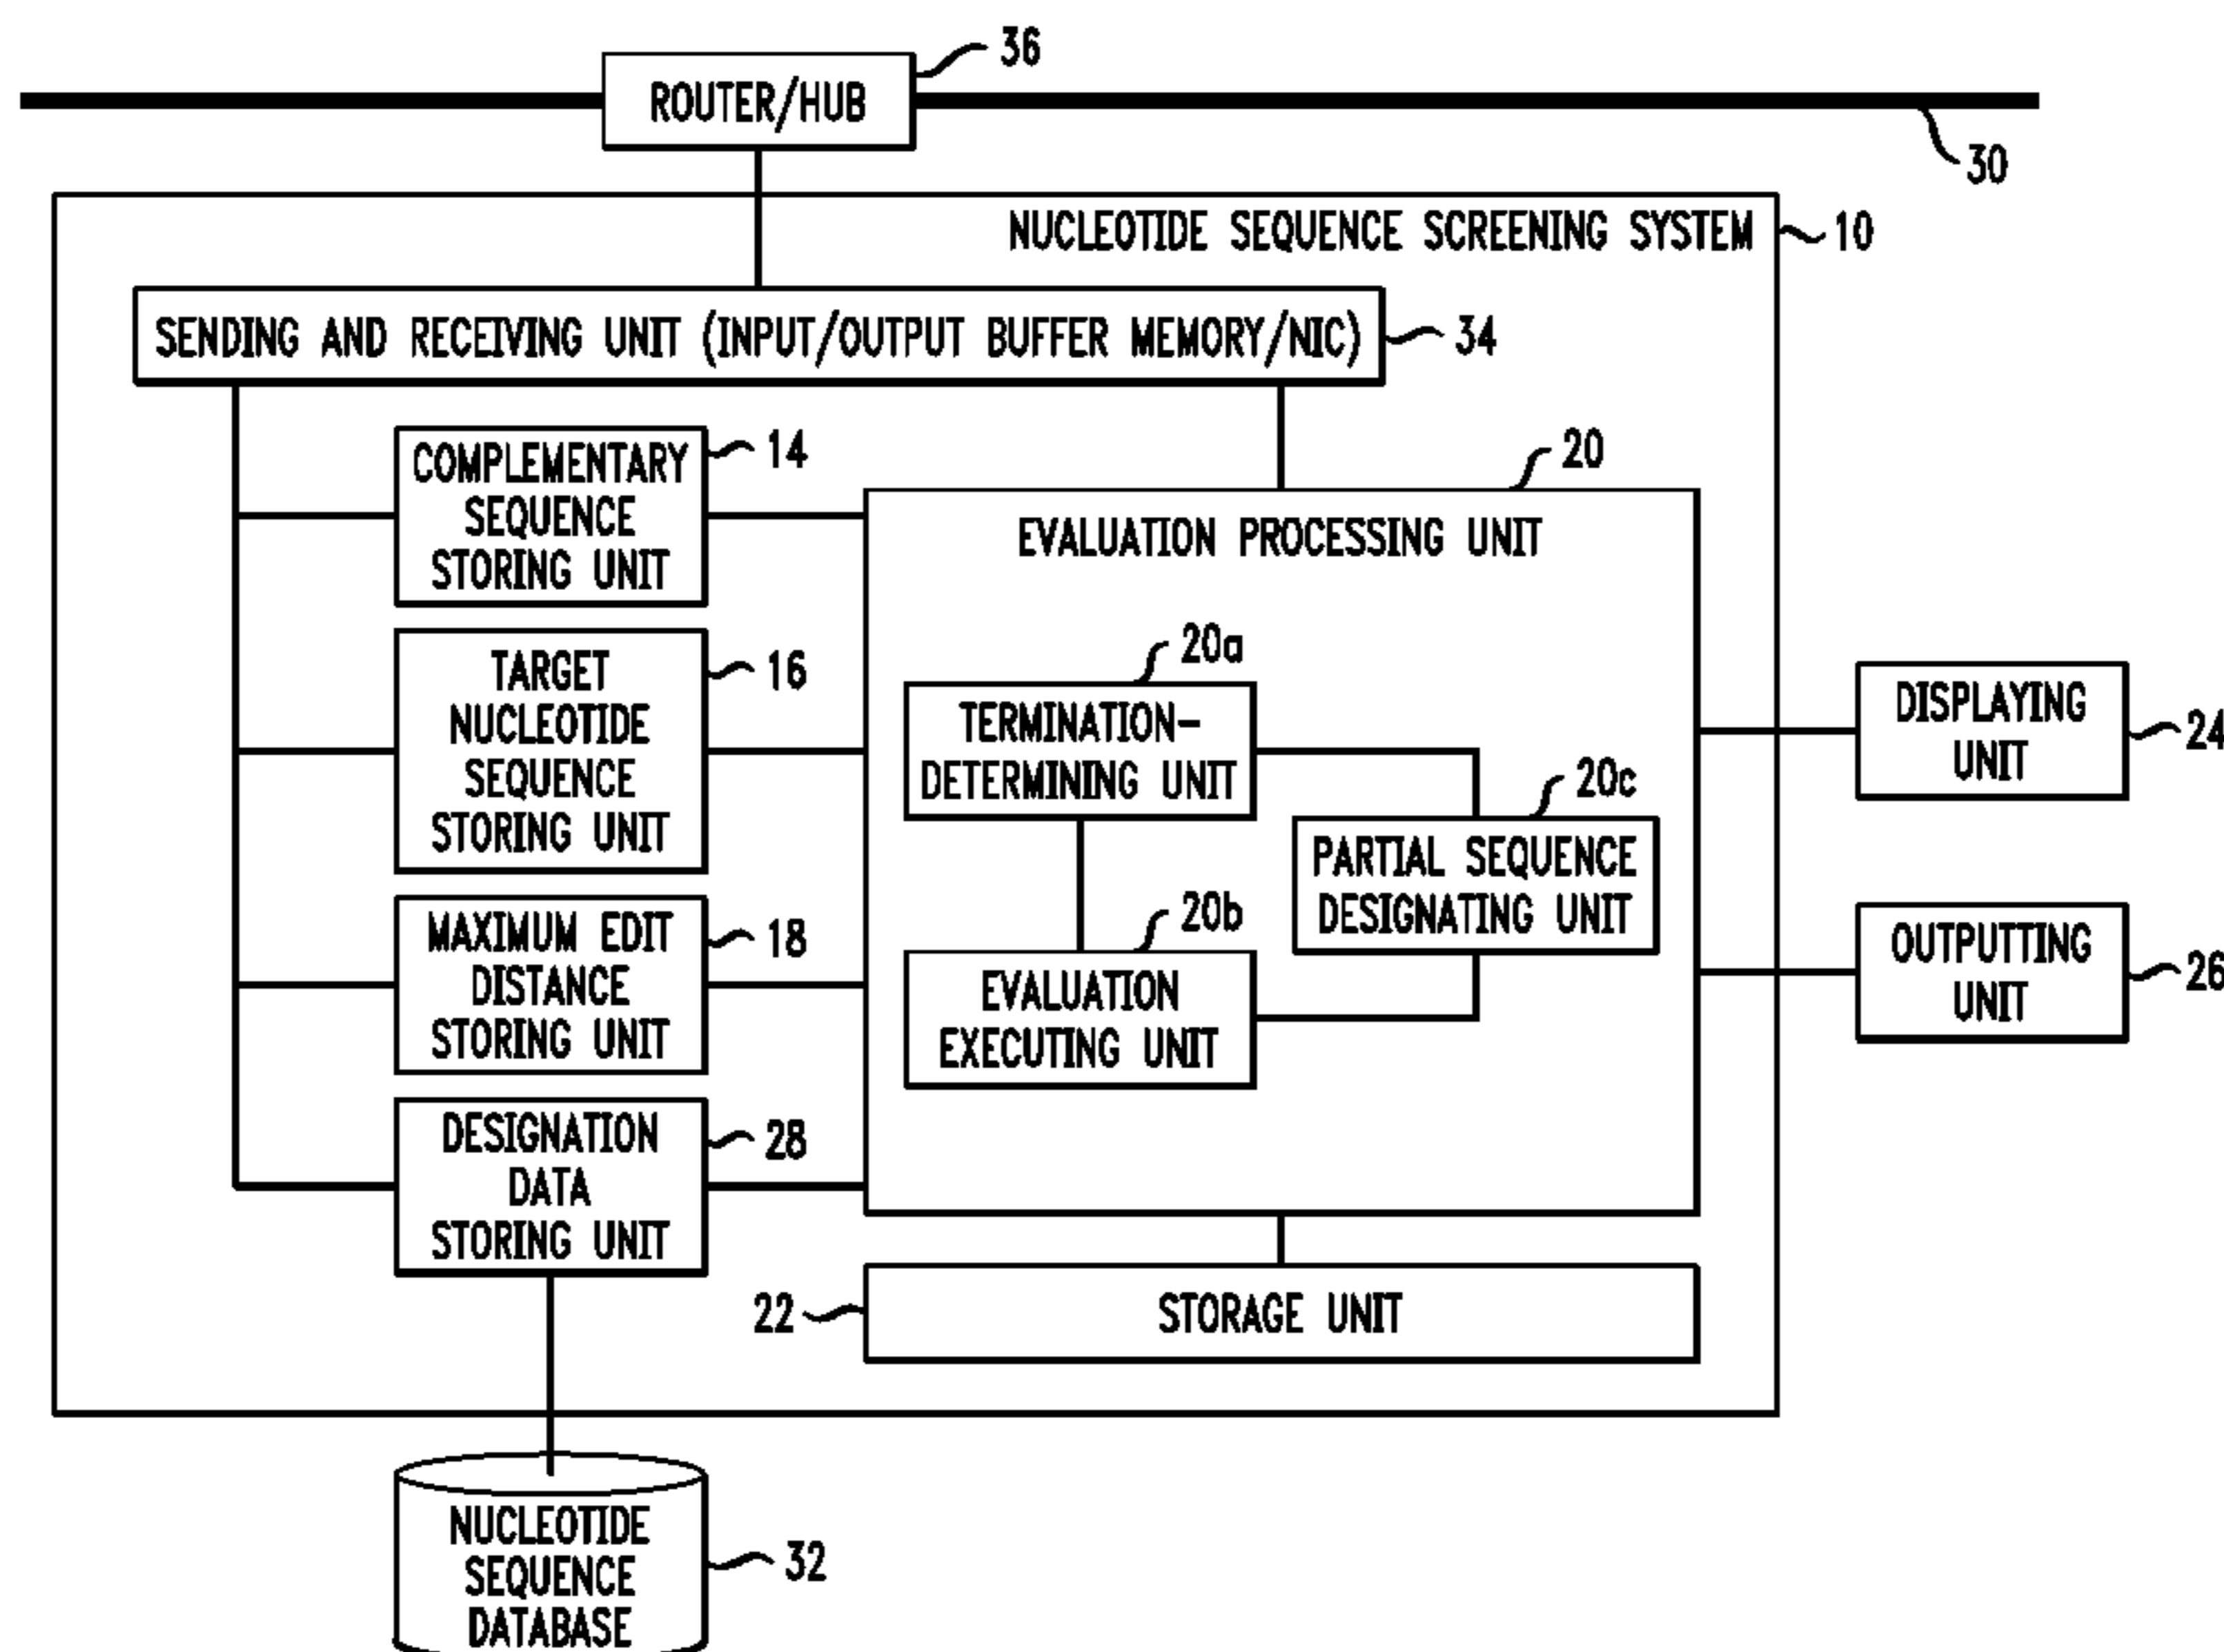 36
ROUTER/HUB
30
NUCLEOTIDE SEQUENCE SCREENING SYSTEM
10
SENDING AND RECEIVING UNIT (INPUT/OUTPUT BUFFER MEMORY/NIC)
34
COMPLEMENTARY
SEQUENCE
STORING UNIT
14
20
EVALUATION PROCESSING UNIT
TARGET
NUCLEOTIDE
SEQUENCE
STORING UNIT
16
20a
TERMINATION-
DETERMINING UNIT
20c
PARTIAL SEQUENCE
DESIGNATING UNIT
DISPLAYING
UNIT
24
MAXIMUM EDIT
DISTANCE
STORING UNIT
18
20b
EVALUATION
EXECUTING UNIT
OUTPUTTING
UNIT
26
DESIGNATION
DATA
STORING UNIT
28
22
STORAGE UNIT
NUCLEOTIDE
SEQUENCE
DATABASE
32